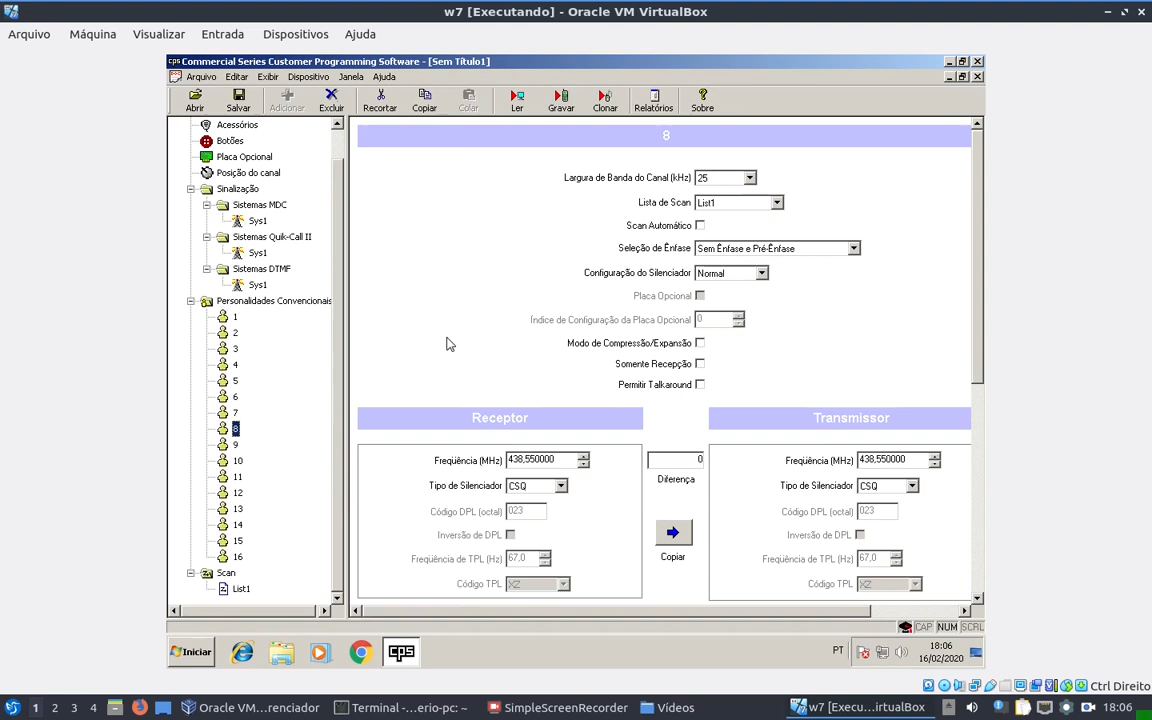 w7 [Executando] - Oracle VM VirtualBox
Arquivo Máquina Visualizar Entrada Dispositivos Ajuda
cps Commercial Series Customer Programming Software - [Sem Título1]
Arquivo Editar Exibir Dispositivo Janela Ajuda
Abrir Salvar Adicionar Excluir Recortar Copiar Colar Ler Gravar Clonar Relatórios Sobre
Acessórios
Botões
Placa Opcional
Posição do canal
Sinalização
Sistemas MDC
Sys1
Sistemas Quik-Call II
Sys1
Sistemas DTMF
Sys1
Personalidades Convencionais
1
2
3
4
5
6
7
8
9
10
11
12
13
14
15
16
Scan
List1
8
Largura de Banda do Canal (kHz) 25
Lista de Scan List1
Scan Automático
Seleção de Ênfase Sem Ênfase e Pré-Ênfase
Configuração do Silenciador Normal
Placa Opcional
Índice de Configuração da Placa Opcional 0
Modo de Compressão/Expansão
Somente Recepção
Permitir Talkaround
Receptor
Freqüência (MHz) 438,550000
Tipo de Silenciador CSQ
Código DPL (octal) 023
Inversão de DPL
Freqüência de TPL (Hz) 67,0
Código TPL XZ
0
Diferença
Copiar
Transmissor
Freqüência (MHz) 438,550000
Tipo de Silenciador CSQ
Código DPL (octal) 023
Inversão de DPL
Freqüência de TPL (Hz) 67,0
Código TPL XZ
CAP NUM SCRL
Iniciar cps PT 18:06
16/02/2020
Ctrl Direito
1 2 3 4 Oracle VM...renciador Terminal - ...erio-pc: ~ SimpleScreenRecorder Vídeos w7 [Execu...irtualBox 18:06